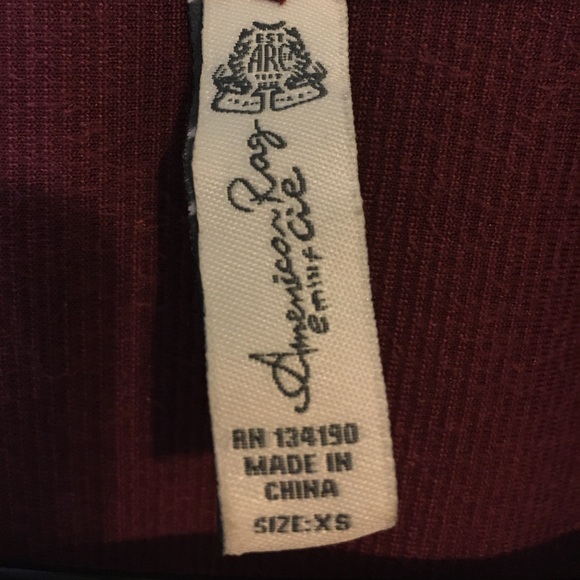 EST
ARC
American Rag
Cie
RN 134190
MADE IN
CHINA
SIZE: XS